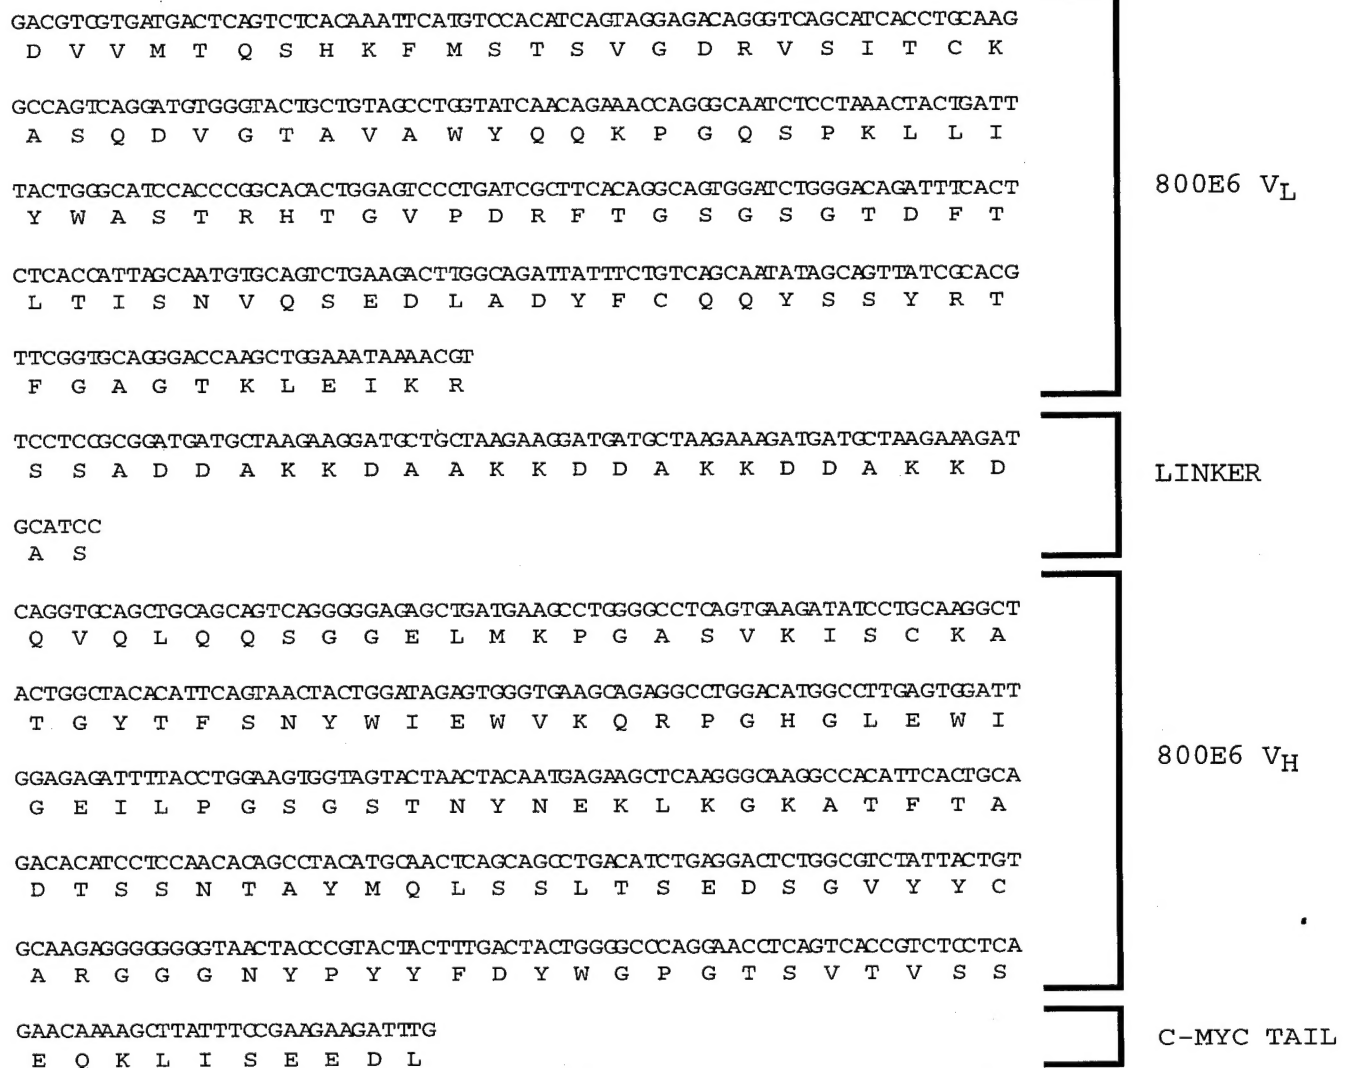 GACGTCGTGATGACTCAGTCTCACAAATTCATGTCCACATCAGTAGGAGACAGGGTCAGCATCACCTGCAAG
D V V M T Q S H K F M S T S V G D R V S I T C K
GCCAGTCAGGATGTGGGTACTGCTGTAGCCTGGTATCAACAGAAACCAGGGCAATCTCCTAAACTACTGATT
A S Q D V G T A V A W Y Q Q K P G Q S P K L L I
TACTGGGCATCCACCCGGCACACTGGAGTCCCTGATCGCTTCACAGGCAGTGGATCTGGGACAGATTTCACT
Y W A S T R H T G V P D R F T G S G S G T D F T
800E6 VL
CTCACCATTAGCAATGTGCAGTCTGAAGACTTGGCAGATTATTTCTGTCAGCAATATAGCAGTTATCGCACG
L T I S N V Q S E D L A D Y F C Q Q Y S S Y R T
TTCGGTGCAGGGACCAAGCTGGAAATAAAACGT
F G A G T K L E I K R
TCCTCCGCGGATGATGCTAAGAAGGATGCTGCTAAGAAGGATGATGCTAAGAAAGATGATGCTAAGAAAGAT
S S A D D A K K D A A K K D D A K K D D A K K D
LINKER
GCATCC
A S
CAGGTGCAGCTGCAGCAGTCAGGGGGAGAGCTGATGAAGCCTGGGGCCTCAGTGAAGATATCCTGCAAGGCT
Q V Q L Q Q S G G E L M K P G A S V K I S C K A
ACTGGCTACACATTCAGTAACTACTGGATAGAGTGGGTGAAGCAGAGGCCTGGACATGGCCTTGAGTGGATT
T G Y T F S N Y W I E W V K Q R P G H G L E W I
800E6 VH
GGAGAGATTTTACCTGGAAGTGGTAGTACTAACTACAATGAGAAGCTCAAGGGCAAGGCCACATTCACTGCA
G E I L P G S G S T N Y N E K L K G K A T F T A
GACACATCCTCCAACACAGCCTACATGCAACTCAGCAGCCTGACATCTGAGGACTCTGGCGTCTATTACTGT
D T S S N T A Y M Q L S S L T S E D S G V Y Y C
GCAAGAGGGGGGGGTAACTACCCGTACTACTTTGACTACTGGGGCCCAGGAACCTCAGTCACCGTCTCCTCA
A R G G G N Y P Y Y F D Y W G P G T S V T V S S
GAACAAAAGCTTATTTCCGAAGAAGATTTG
E Q K L I S E E D L
C-MYC TAIL